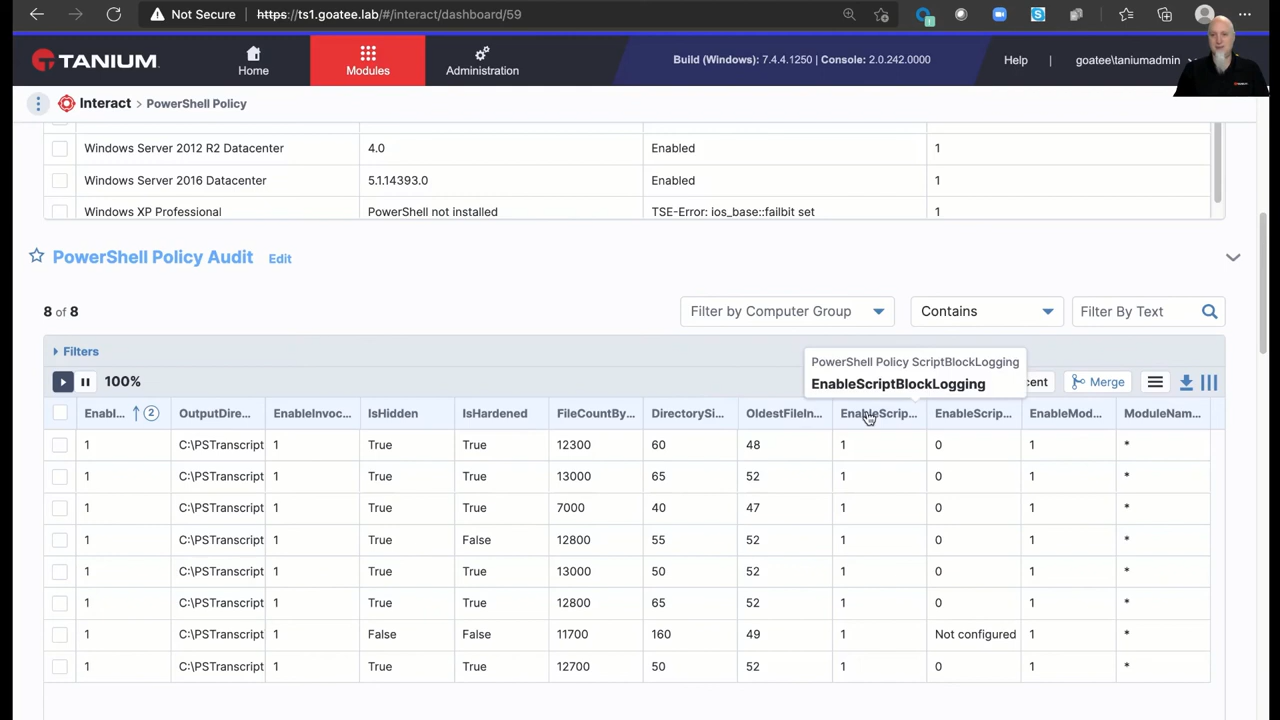 Not Secure https://ts1.goatee.lab/#/interact/dashboard/59
TANIUM Home Modules Administration Build (Windows): 7.4.4.1250 | Console: 2.0.242.0000 Help | goatee\taniumadmin
Interact > PowerShell Policy
Windows Server 2012 R2 Datacenter 4.0 Enabled 1
Windows Server 2016 Datacenter 5.1.14393.0 Enabled 1
Windows XP Professional PowerShell not installed TSE-Error: ios_base::failbit set 1
PowerShell Policy Audit Edit
8 of 8 Filter by Computer Group Contains Filter By Text
Filters
PowerShell Policy ScriptBlockLogging
EnableScriptBlockLogging
100% Merge
Enabl... 2 OutputDire... EnableInvoc... IsHidden IsHardened FileCountBy... DirectorySi... OldestFileIn... EnableScrip... EnableScrip... EnableMod... ModuleNam...
1 C:\PSTranscript 1 True True 12300 60 48 1 0 1 *
1 C:\PSTranscript 1 True True 13000 65 52 1 0 1 *
1 C:\PSTranscript 1 True True 7000 40 47 1 0 1 *
1 C:\PSTranscript 1 True False 12800 55 52 1 0 1 *
1 C:\PSTranscript 1 True True 13000 50 52 1 0 1 *
1 C:\PSTranscript 1 True True 12800 65 52 1 0 1 *
1 C:\PSTranscript 1 False False 11700 160 49 1 Not configured 1 *
1 C:\PSTranscript 1 True True 12700 50 52 1 0 1 *